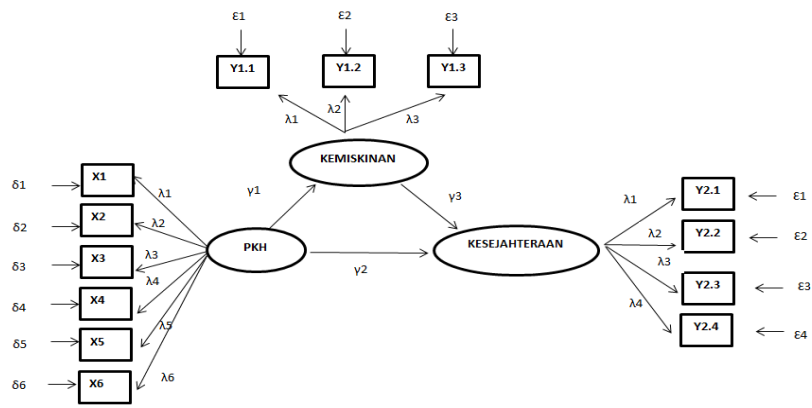 ε1
ε2
ε3
Y1.1
Y1.2
Y1.3
λ1
λ2
λ3
KEMISKINAN
δ1
X1
λ1
γ1
γ3
λ1
Y2.1
ε1
δ2
X2
λ2
λ2
Y2.2
ε2
δ3
X3
λ3
PKH
γ2
KESEJAHTERAAN
λ3
Y2.3
ε3
δ4
X4
λ4
λ4
Y2.4
ε4
δ5
X5
λ5
δ6
X6
λ6